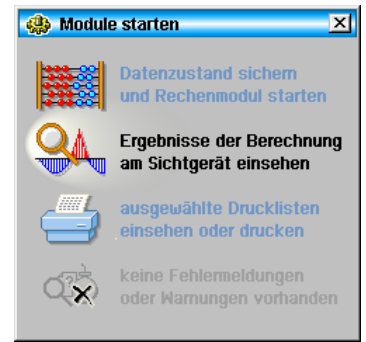 Module starten
Datenzustand sichern
und Rechenmodul starten
Ergebnisse der Berechnung
am Sichtgerät einsehen
ausgewählte Drucklisten
einsehen oder drucken
keine Fehlermeldungen
oder Warnungen vorhanden